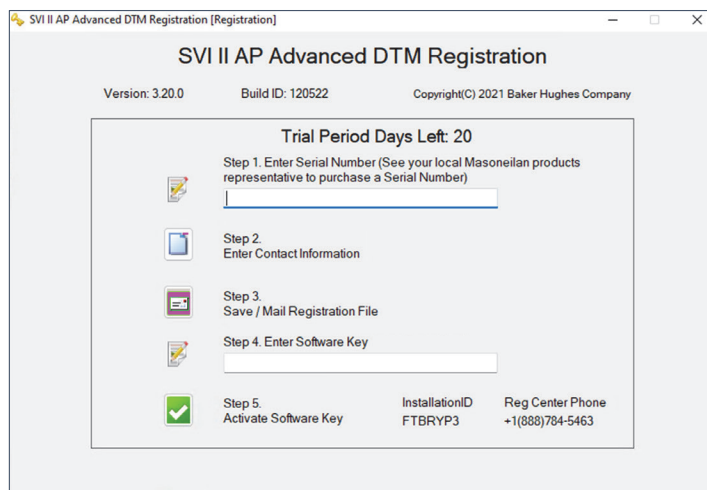 SVI II AP Advanced DTM Registration [Registration]
SVI II AP Advanced DTM Registration
Version: 3.20.0 Build ID: 120522 Copyright(C) 2021 Baker Hughes Company
Trial Period Days Left: 20
Step 1. Enter Serial Number (See your local Masoneilan products
representative to purchase a Serial Number)
Step 2.
Enter Contact Information
Step 3.
Save / Mail Registration File
Step 4. Enter Software Key
Step 5. InstallationID Reg Center Phone
Activate Software Key FTBRYP3 +1(888)784-5463